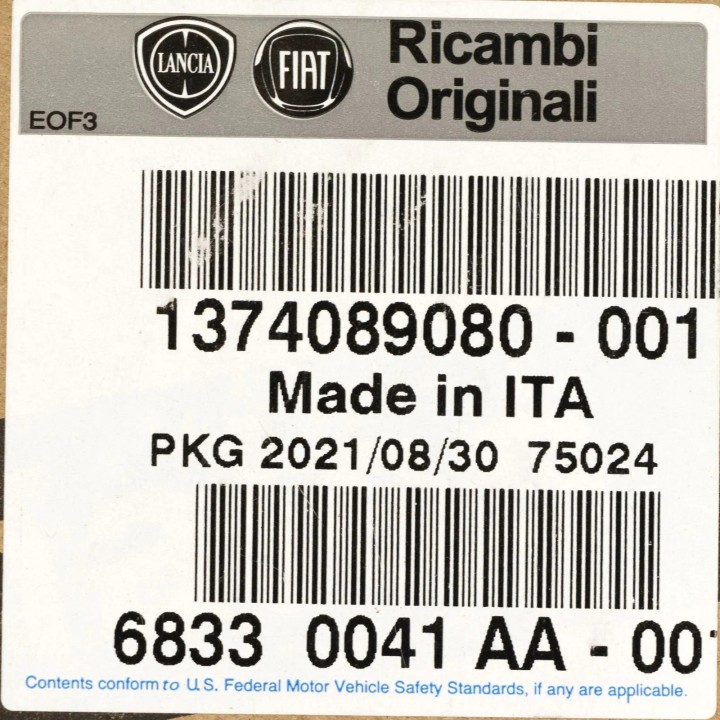 LANCIA FIAT Ricambi
Originali
EOF3
1374089080 - 001
Made in ITA
PKG 2021/08/30 75024
6833 0041 AA - 001
Contents conform to U.S. Federal Motor Vehicle Safety Standards, if any are applicable.